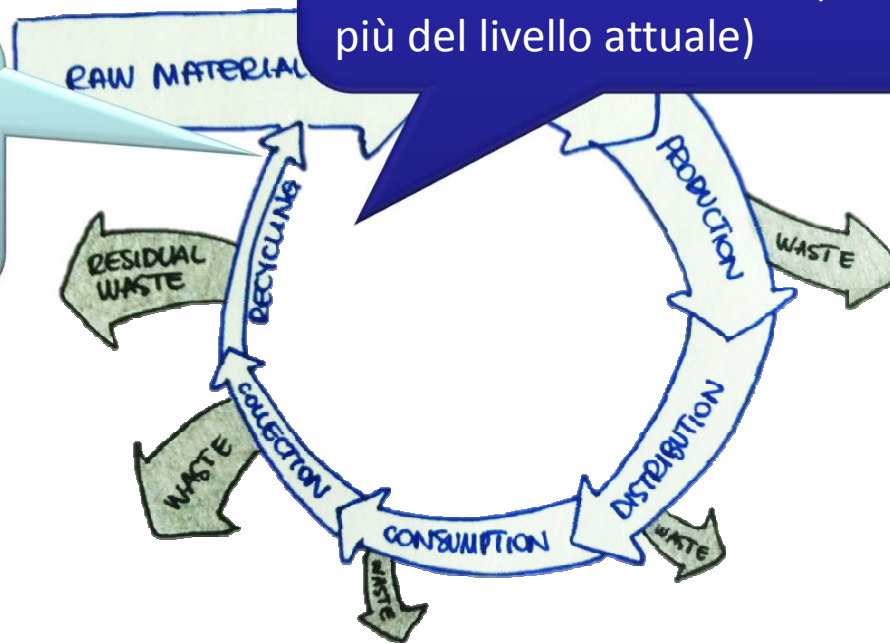 più del livello attuale)
RAW MATERIAL
PRODUCTION
WASTE
DISTRIBUTION
WASTE
CONSUMPTION
WASTE
COLLECTION
WASTE
RECYCLING
RESIDUAL
WASTE